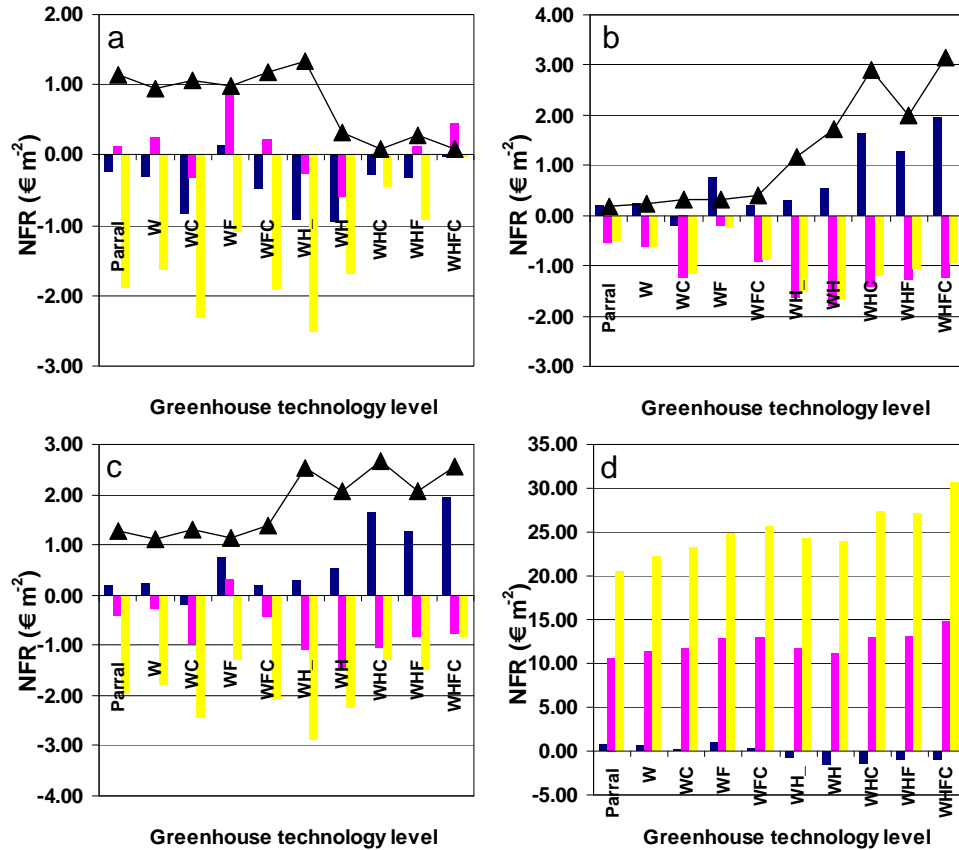 a
2.00
1.00
0.00
-1.00
-2.00
-3.00
NFR (€ m-2)
Parral
W
WC
WF
WFC
WH_
WH
WHC
WHF
WHFC
Greenhouse technology level
b
4.00
3.00
2.00
1.00
0.00
-1.00
-2.00
-3.00
NFR (€ m-2)
Parral
W
WC
WF
WFC
WH_
WH
WHC
WHF
WHFC
Greenhouse technology level
c
3.00
2.00
1.00
0.00
-1.00
-2.00
-3.00
-4.00
NFR (€ m-2)
Parral
W
WC
WF
WFC
WH_
WH
WHC
WHF
WHFC
Greenhouse technology level
d
35.00
30.00
25.00
20.00
15.00
10.00
5.00
0.00
-5.00
NFR (€ m-2)
Parral
W
WC
WF
WFC
WH_
WH
WHC
WHF
WHFC
Greenhouse technology level